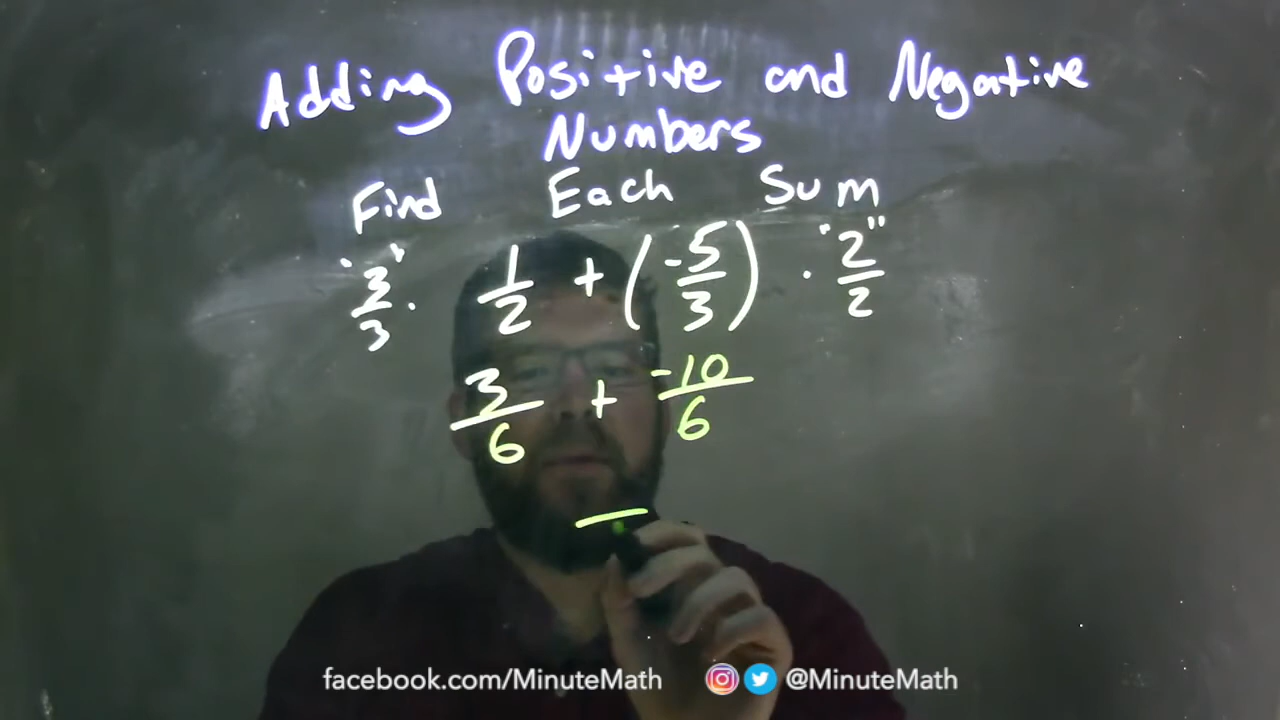 Adding Positive and Negative
Numbers
Find Each Sum
"3/3" · 1/2 + (-5/3) · "2/2"
3/6 + -10/6
facebook.com/MinuteMath @MinuteMath